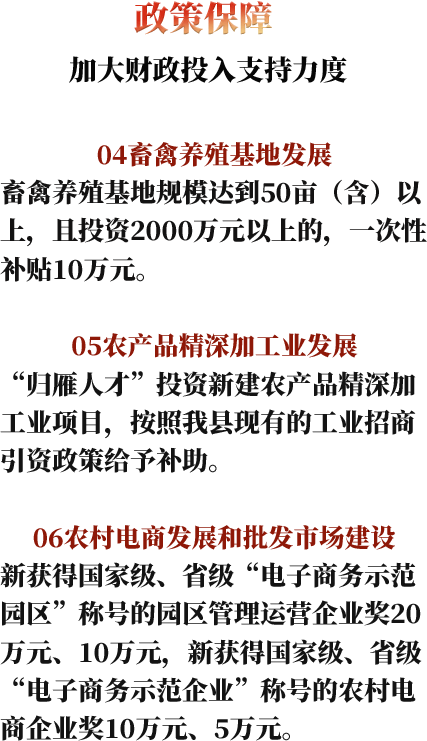 政策保障
加大财政投入支持力度
04畜禽养殖基地发展
畜禽养殖基地规模达到50亩（含）以
上，且投资2000万元以上的，一次性
补贴10万元。
05农产品精深加工业发展
“归雁人才”投资新建农产品精深加
工业项目，按照我县现有的工业招商
引资政策给予补助。
06农村电商发展和批发市场建设
新获得国家级、省级“电子商务示范
园区”称号的园区管理运营企业奖20
万元、10万元，新获得国家级、省级
“电子商务示范企业”称号的农村电
商企业奖10万元、5万元。